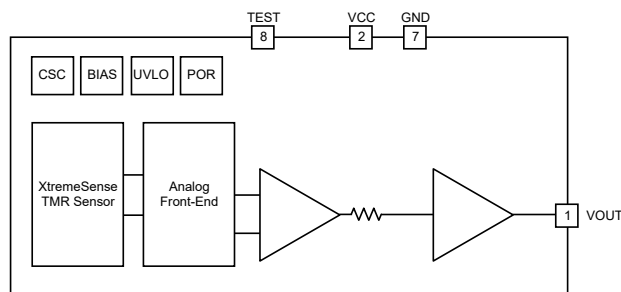 TEST VCC GND
8 2 7
CSC BIAS UVLO POR
XtremeSense
TMR Sensor
Analog
Front-End
1 VOUT